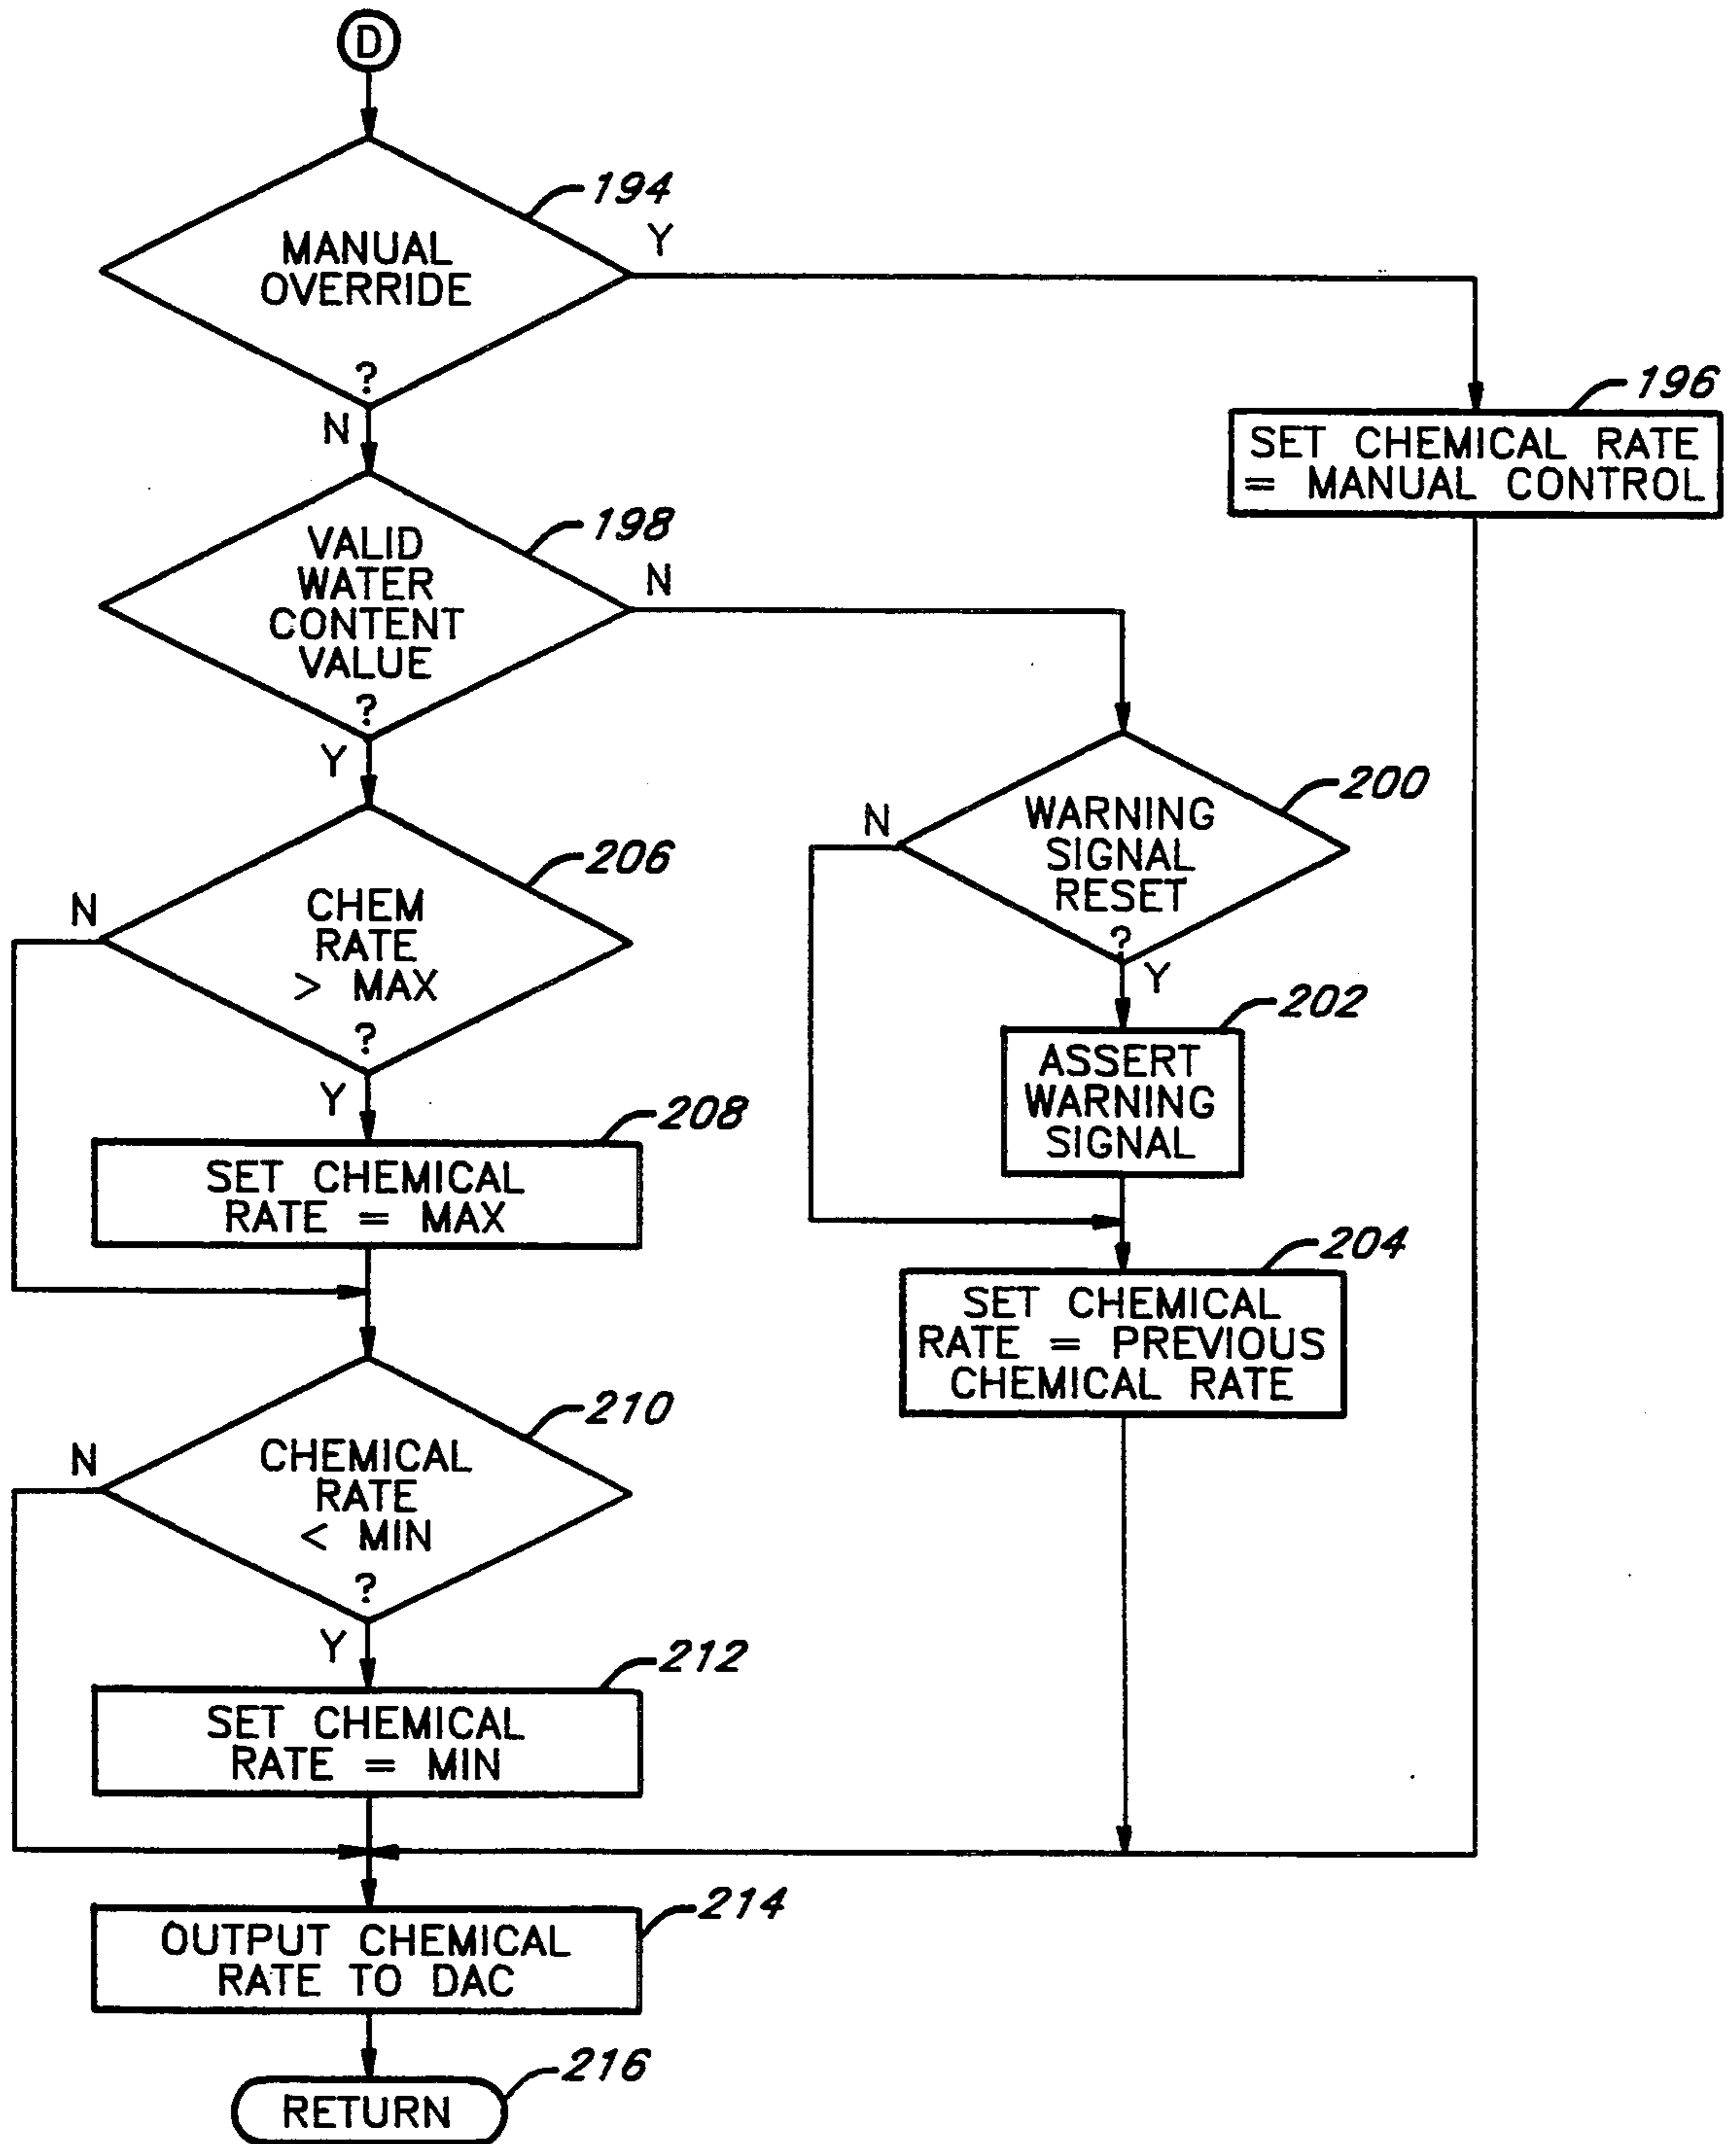 D
194
MANUAL
OVERRIDE
?
Y
N
196
SET CHEMICAL RATE
= MANUAL CONTROL
198
VALID
WATER
CONTENT
VALUE
?
N
Y
200
WARNING
SIGNAL
RESET
?
N
Y
202
ASSERT
WARNING
SIGNAL
204
SET CHEMICAL
RATE = PREVIOUS
CHEMICAL RATE
206
CHEM
RATE
> MAX
?
N
Y
208
SET CHEMICAL
RATE = MAX
210
CHEMICAL
RATE
< MIN
?
N
Y
212
SET CHEMICAL
RATE = MIN
214
OUTPUT CHEMICAL
RATE TO DAC
216
RETURN